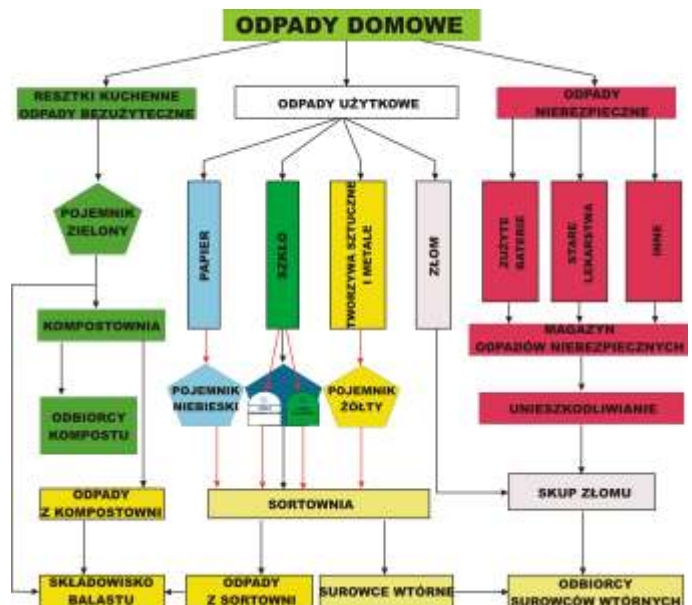 ODPADY DOMOWE
RESZTKI KUCHENNE
ODPADY BEZUŻYTECZNE
ODPADY UŻYTKOWE
ODPADY
NIEBEZPIECZNE
POJEMNIK
ZIELONY
PAPIER
SZKŁO
TWORZYWA SZTUCZNE
I METALE
ZŁOM
ZUŻYTE
BATERIE
STARE
LEKARSTWA
INNE
KOMPOSTOWNIA
MAGAZYN
ODPADÓW NIEBEZPIECZNYCH
POJEMNIK
NIEBIESKI
POJEMNIK
ŻÓŁTY
ODBIORCY
KOMPOSTU
UNIESZKODLIWIANIE
ODPADY
Z KOMPOSTOWNI
SORTOWNIA
SKUP ZŁOMU
SKŁADOWISKO
BALASTU
ODPADY
Z SORTOWNI
SUROWCE WTÓRNE
ODBIORCY
SUROWCÓW WTÓRNYCH